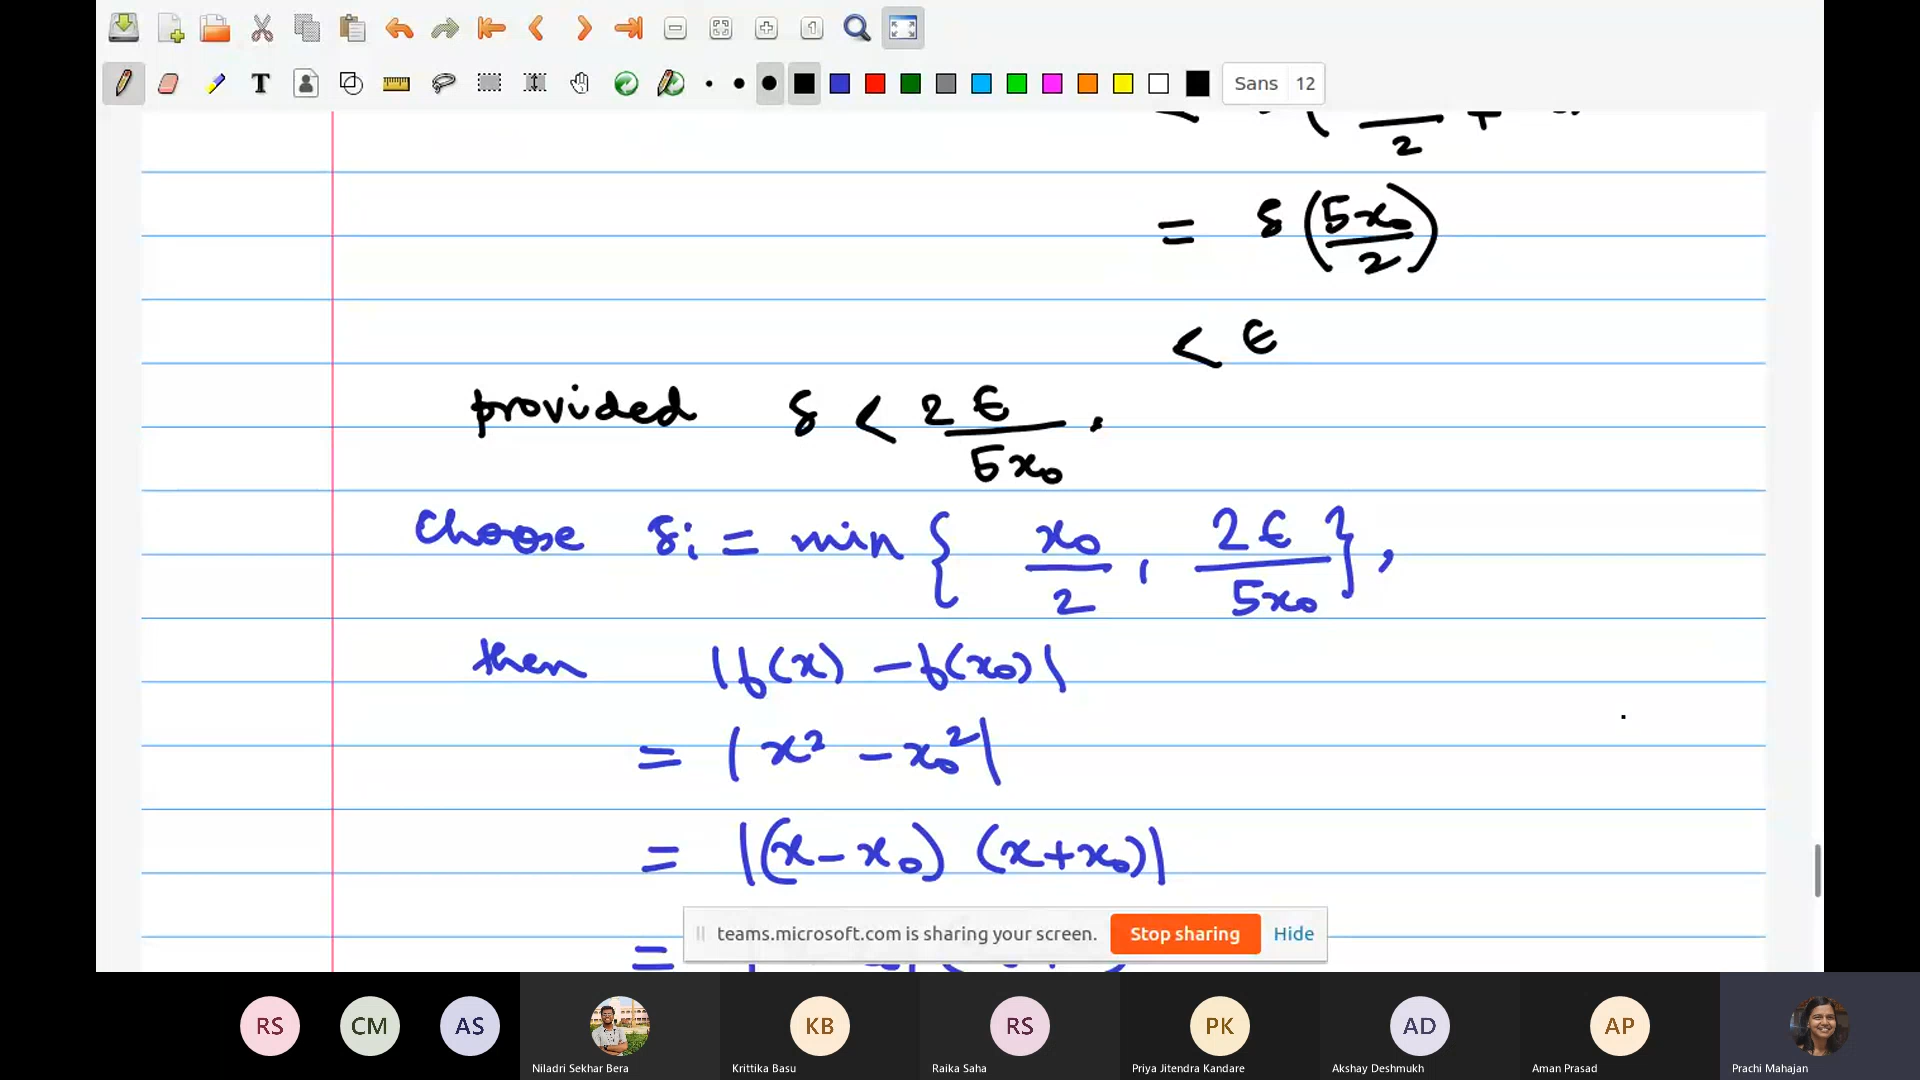 Sans 12
2 +
= δ (5x₀/2)
< ε
provided δ < 2ε/5x₀ .
Choose δ: = min { x₀/2 , 2ε/5x₀ } ,
then |f(x) - f(x₀)|
= |x² - x₀²|
= |(x - x₀) (x + x₀)|
=
teams.microsoft.com is sharing your screen. Stop sharing Hide
RS CM AS KB RS PK AD AP
Niladri Sekhar Bera Krittika Basu Raika Saha Priya Jitendra Kandare Akshay Deshmukh Aman Prasad Prachi Mahajan